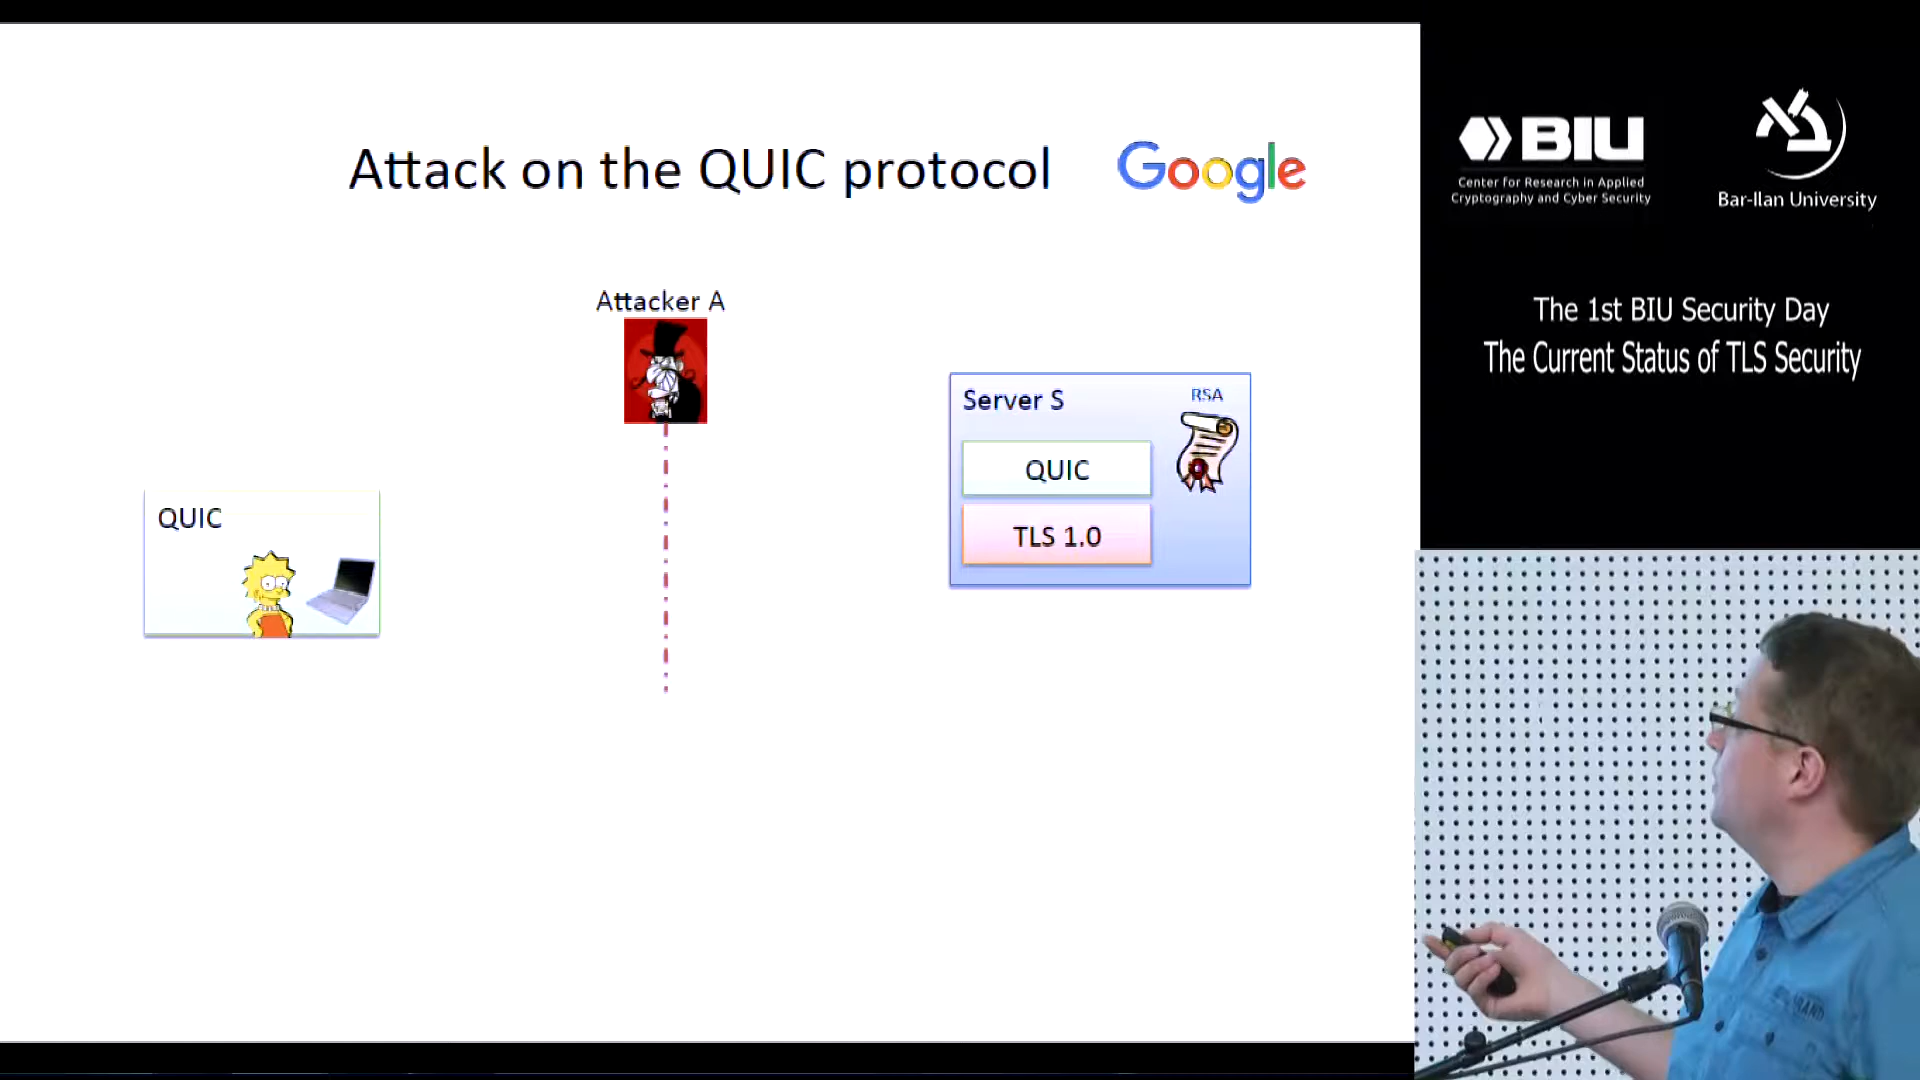 Attack on the QUIC protocol
Google
Attacker A
Server S
RSA
QUIC
TLS 1.0
QUIC
BIU
Center for Research in Applied
Cryptography and Cyber Security
Bar-Ilan University
The 1st BIU Security Day
The Current Status of TLS Security